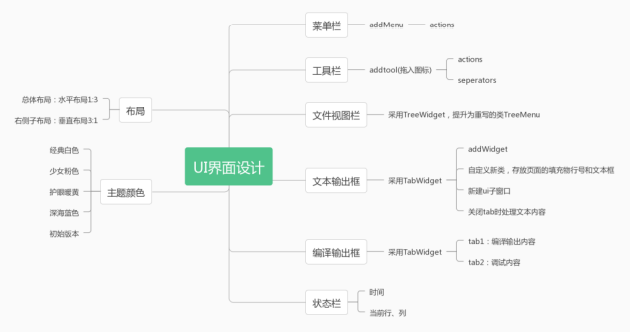 菜单栏
addMenu
actions
工具栏
addtool(拖入图标)
actions
seperators
总体布局：水平布局1:3
右侧子布局：垂直布局3:1
布局
文件视图栏
采用TreeWidget，提升为重写的类TreeMenu
UI界面设计
经典白色
少女粉色
护眼暖黄
深海蓝色
初始版本
主题颜色
文本输出框
采用TabWidget
addWidget
自定义新类，存放页面的填充物行号和文本框
新建ui子窗口
关闭tab时处理文本内容
编译输出框
采用TabWidget
tab1：编译输出内容
tab2：调试内容
状态栏
时间
当前行、列